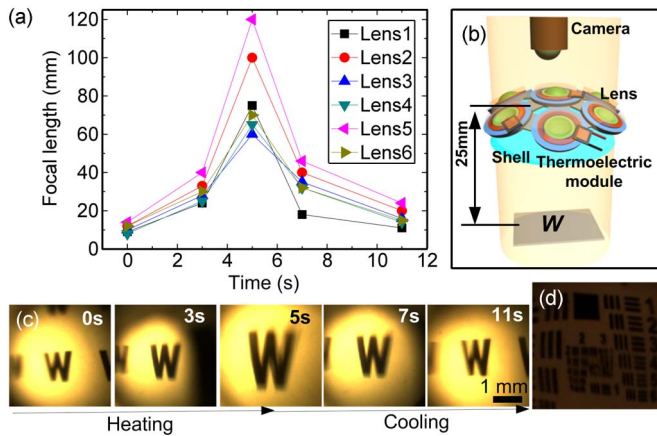 (a)
120
100
80
60
40
20
0
Focal length (mm)
0 2 4 6 8 10 12
Time (s)
Lens1
Lens2
Lens3
Lens4
Lens5
Lens6
(b)
Camera
Lens
25mm
Shell
Thermoelectric
module
W
(c)
0s 3s 5s 7s 11s
W W W W W
1 mm
Heating Cooling
(d)
2 3